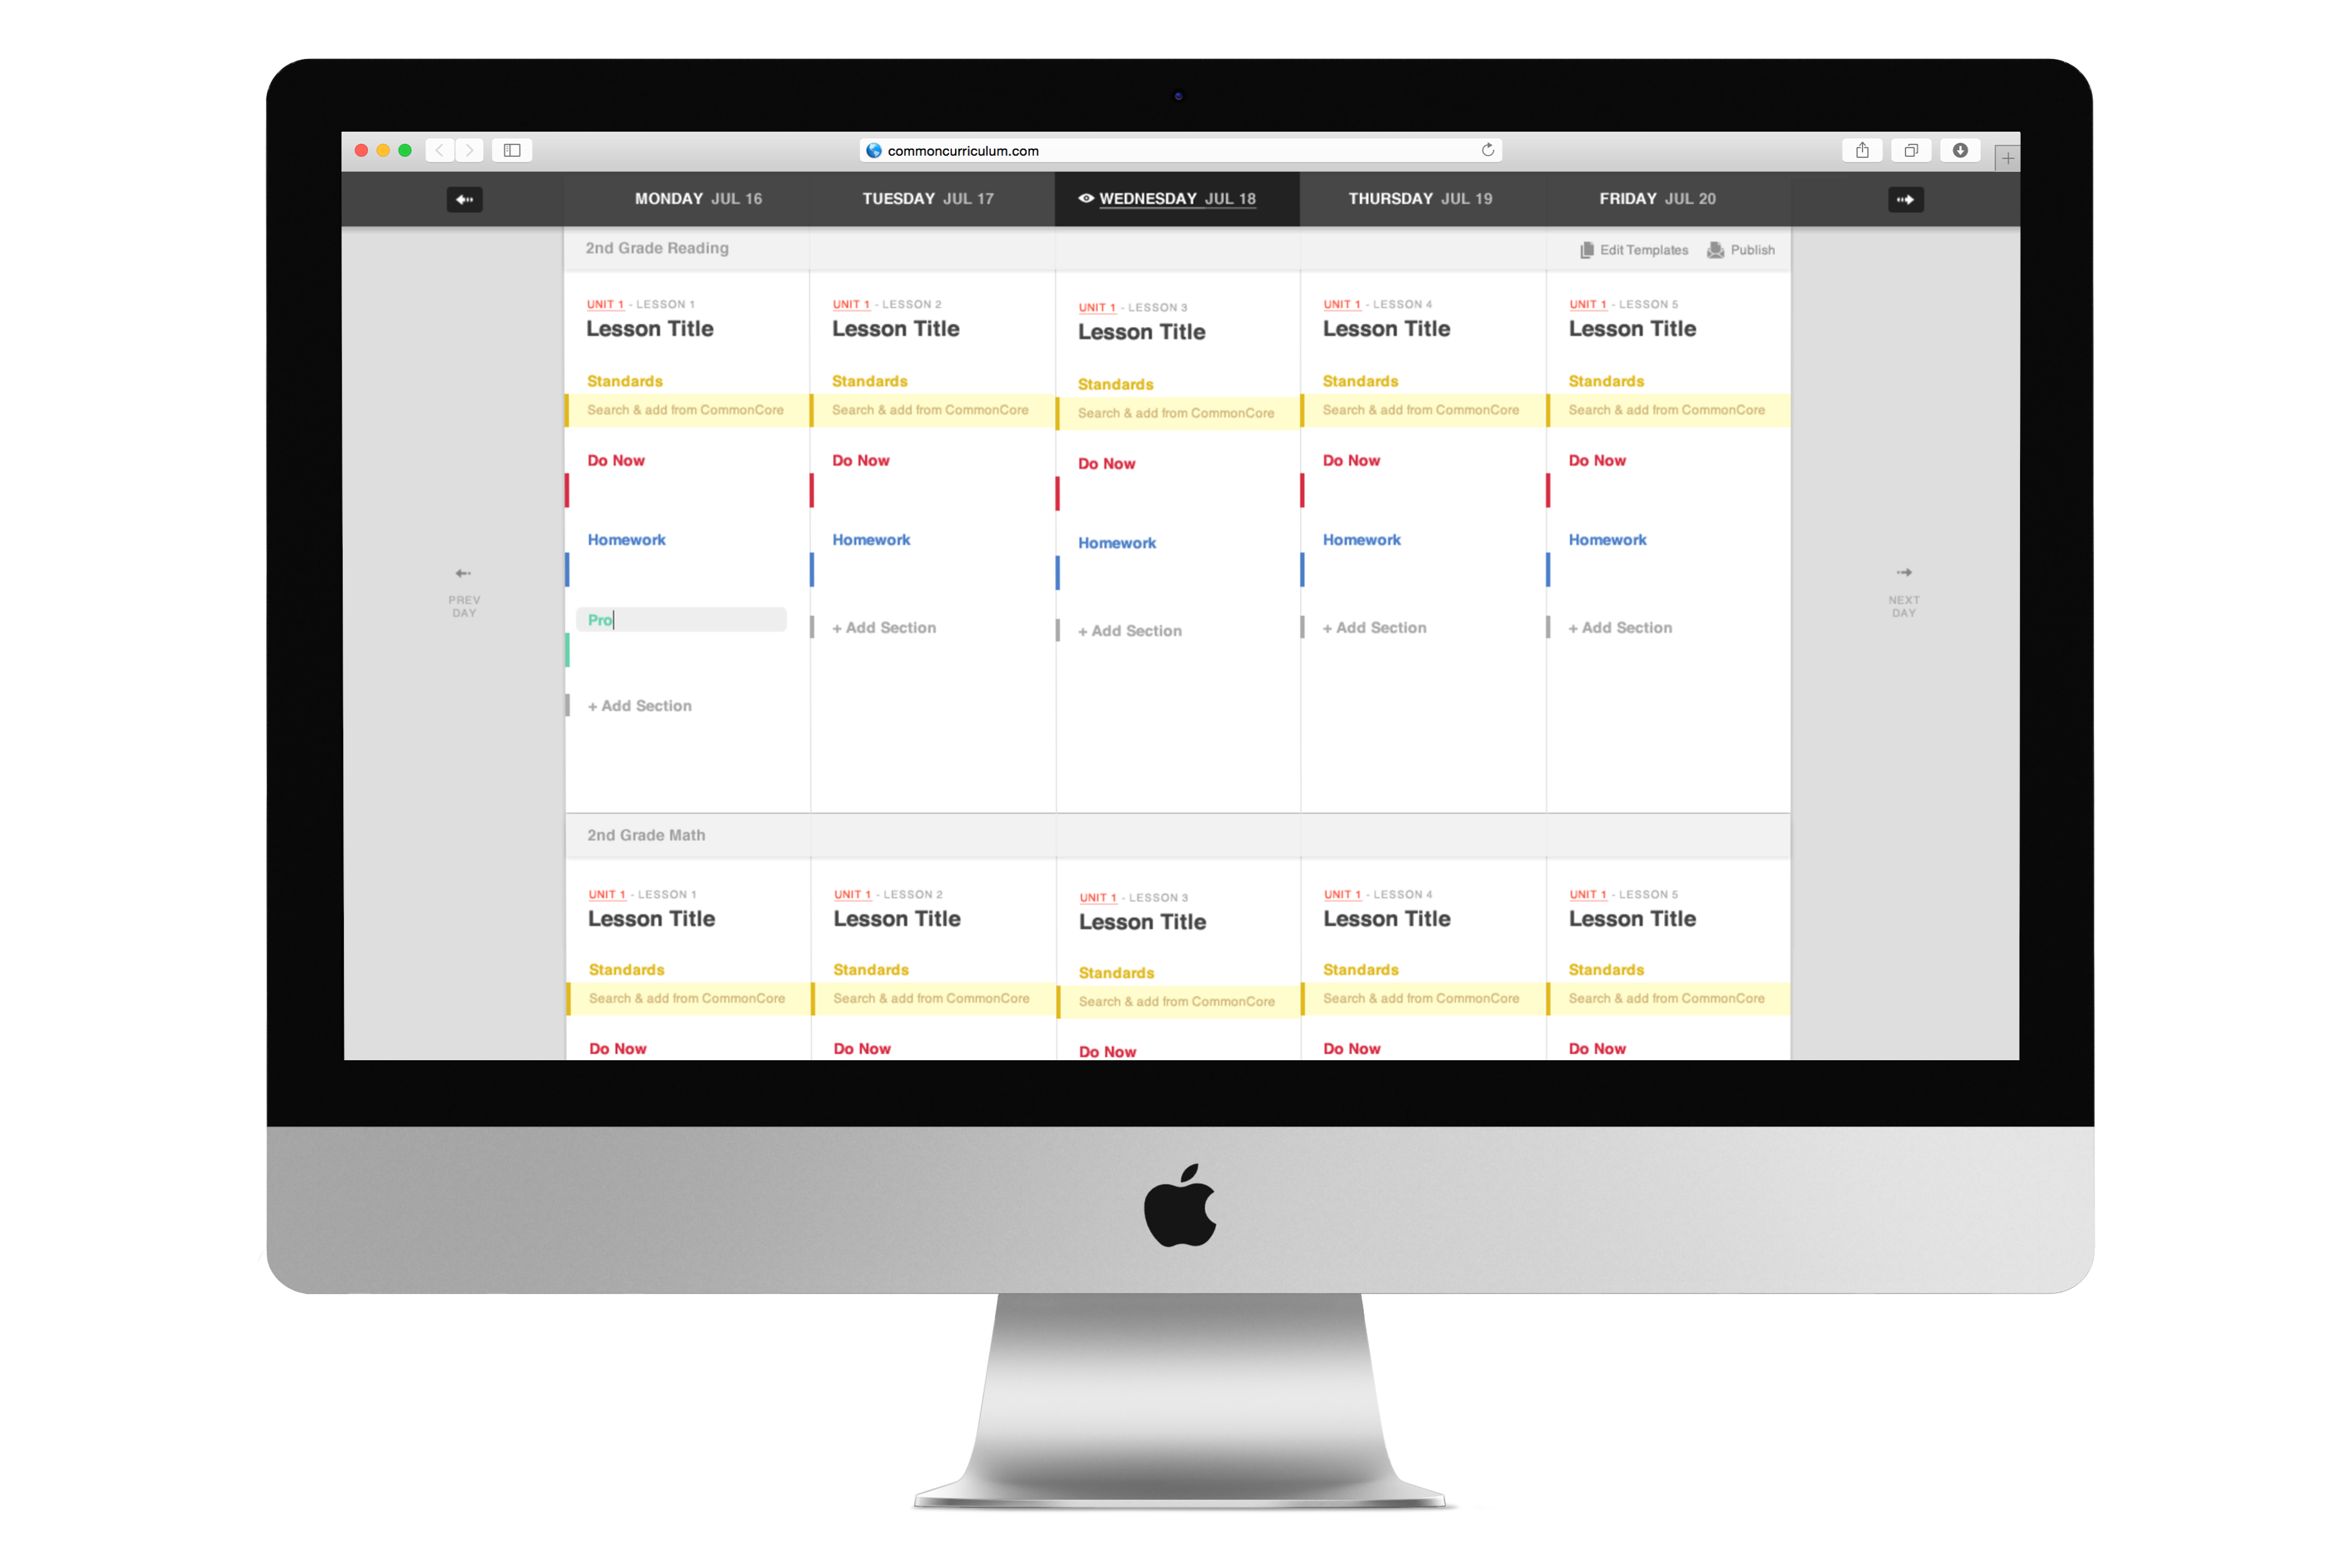 commoncurriculum.com
MONDAY JUL 16 TUESDAY JUL 17 WEDNESDAY JUL 18 THURSDAY JUL 19 FRIDAY JUL 20
2nd Grade Reading Edit Templates Publish
UNIT 1 - LESSON 1 UNIT 1 - LESSON 2 UNIT 1 - LESSON 3 UNIT 1 - LESSON 4 UNIT 1 - LESSON 5
Lesson Title Lesson Title Lesson Title Lesson Title Lesson Title
Standards Standards Standards Standards Standards
Search & add from CommonCore Search & add from CommonCore Search & add from CommonCore Search & add from CommonCore Search & add from CommonCore
Do Now Do Now Do Now Do Now Do Now
Homework Homework Homework Homework Homework
PREV
DAY
NEXT
DAY
Pro
+ Add Section + Add Section + Add Section + Add Section
+ Add Section
2nd Grade Math
UNIT 1 - LESSON 1 UNIT 1 - LESSON 2 UNIT 1 - LESSON 3 UNIT 1 - LESSON 4 UNIT 1 - LESSON 5
Lesson Title Lesson Title Lesson Title Lesson Title Lesson Title
Standards Standards Standards Standards Standards
Search & add from CommonCore Search & add from CommonCore Search & add from CommonCore Search & add from CommonCore Search & add from CommonCore
Do Now Do Now Do Now Do Now Do Now